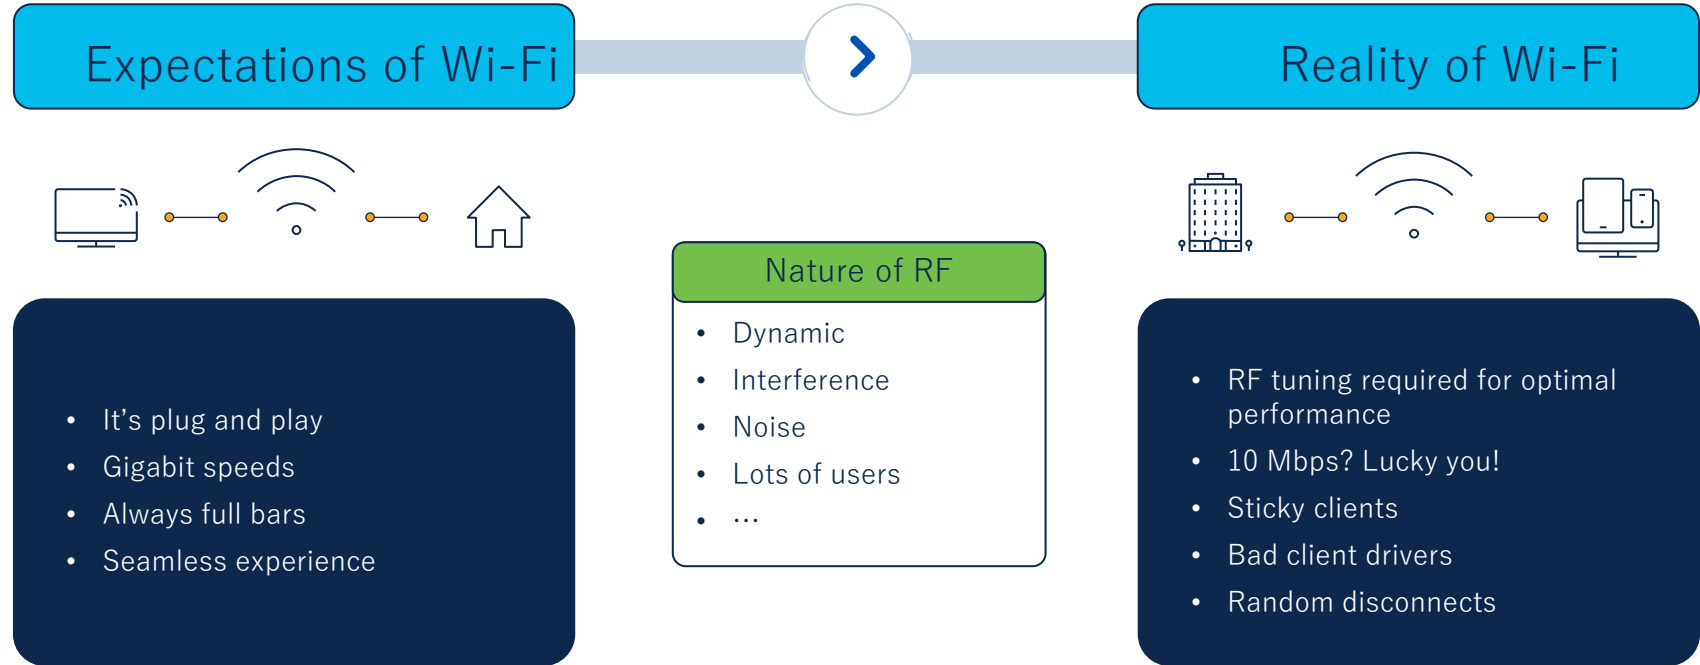 Expectations of Wi-Fi
Reality of Wi-Fi
• It’s plug and play
• Gigabit speeds
• Always full bars
• Seamless experience
Nature of RF
• Dynamic
• Interference
• Noise
• Lots of users
• …
• RF tuning required for optimal
performance
• 10 Mbps? Lucky you!
• Sticky clients
• Bad client drivers
• Random disconnects